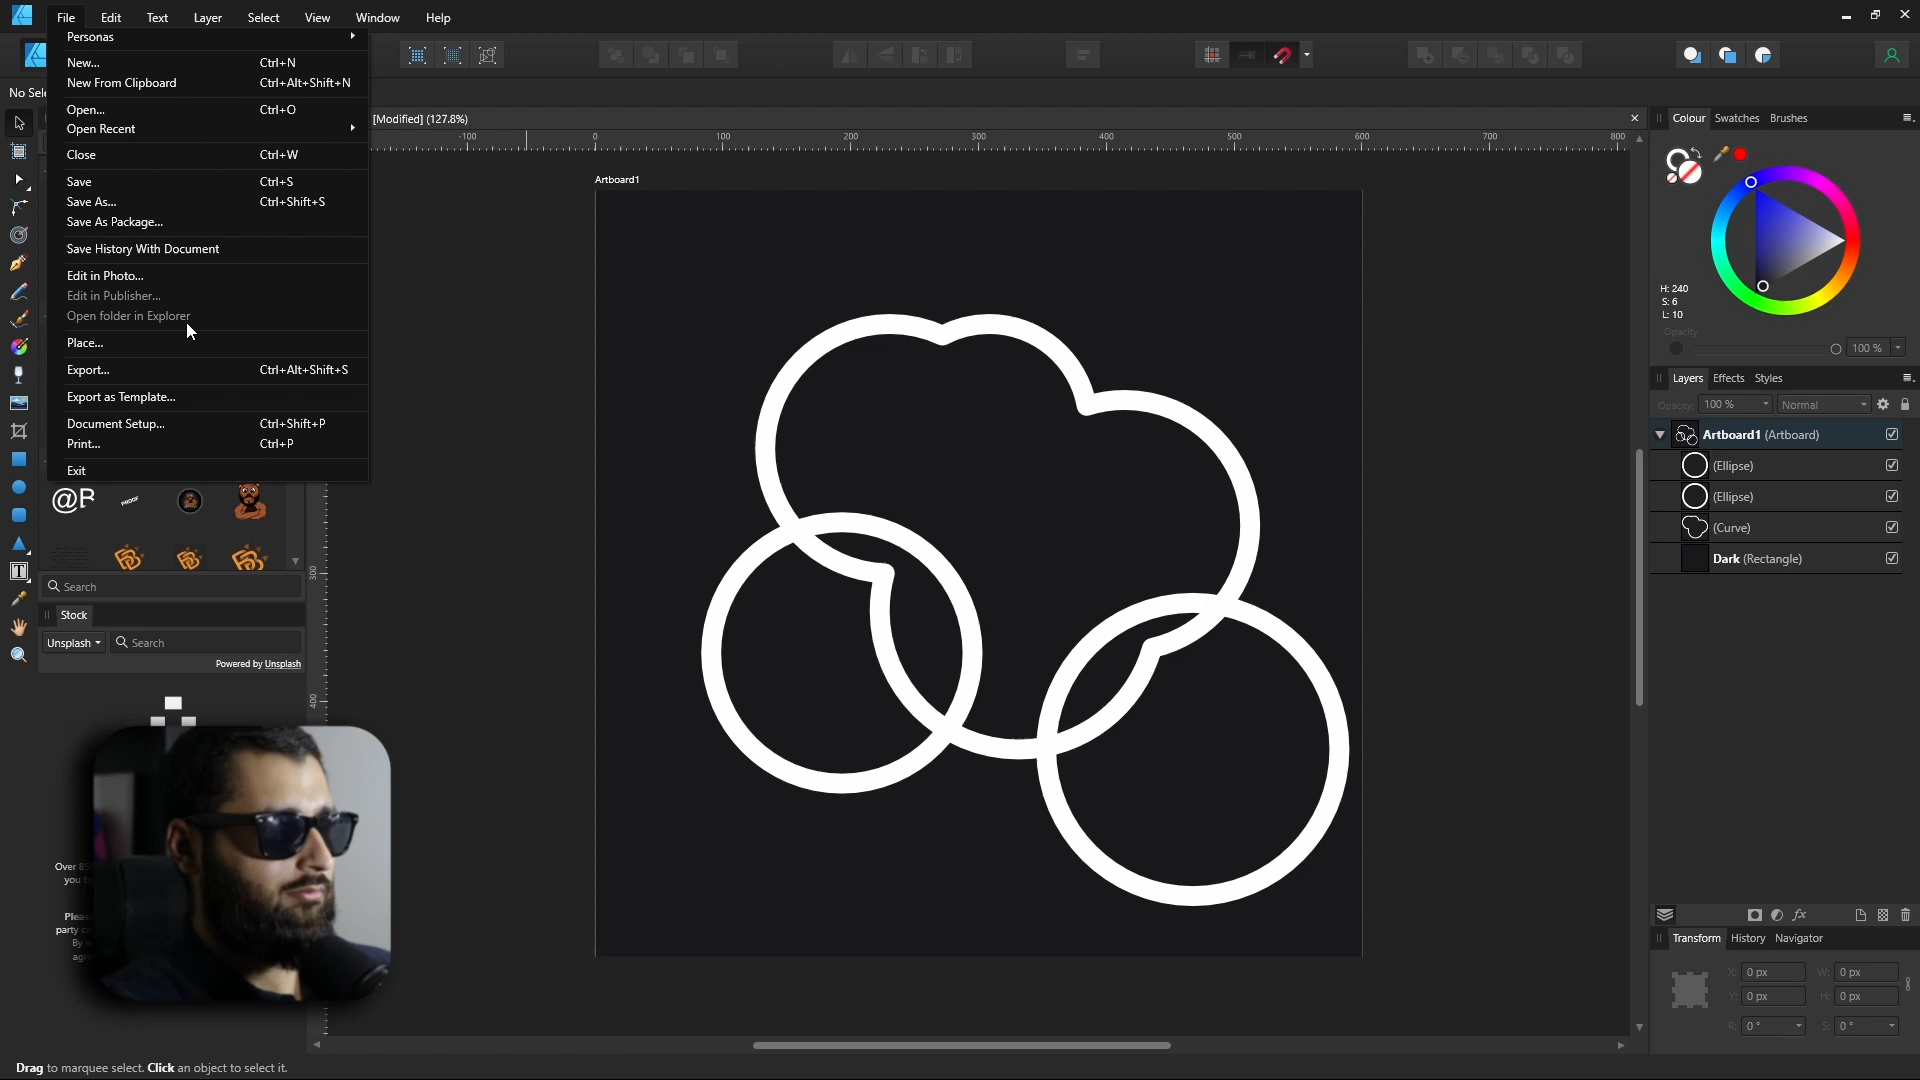 File Edit Text Layer Select View Window Help
Personas
New... Ctrl+N
New From Clipboard Ctrl+Alt+Shift+N
Open... Ctrl+O
Open Recent
Close Ctrl+W
Save Ctrl+S
Save As... Ctrl+Shift+S
Save As Package...
Save History With Document
Edit in Photo...
Edit in Publisher...
Open folder in Explorer
Place...
Export... Ctrl+Alt+Shift+S
Export as Template...
Document Setup... Ctrl+Shift+P
Print... Ctrl+P
Exit
No Sele
[Modified] (127.8%)
-100 0 100 200 300 400 500 600 700 800
300
400
Artboard1
@B
PROOF
Search
Stock
Unsplash Search
Powered by Unsplash
Over 85
you b
Pleas
party c
By a
agre
Colour Swatches Brushes
H: 240
S: 6
L: 10
Opacity
100 %
Layers Effects Styles
Opacity: 100 % Normal
Artboard1 (Artboard)
(Ellipse)
(Ellipse)
(Curve)
Dark (Rectangle)
Transform History Navigator
X: 0 px W: 0 px
Y: 0 px H: 0 px
R: 0 ° S: 0 °
Drag to marquee select. Click an object to select it.